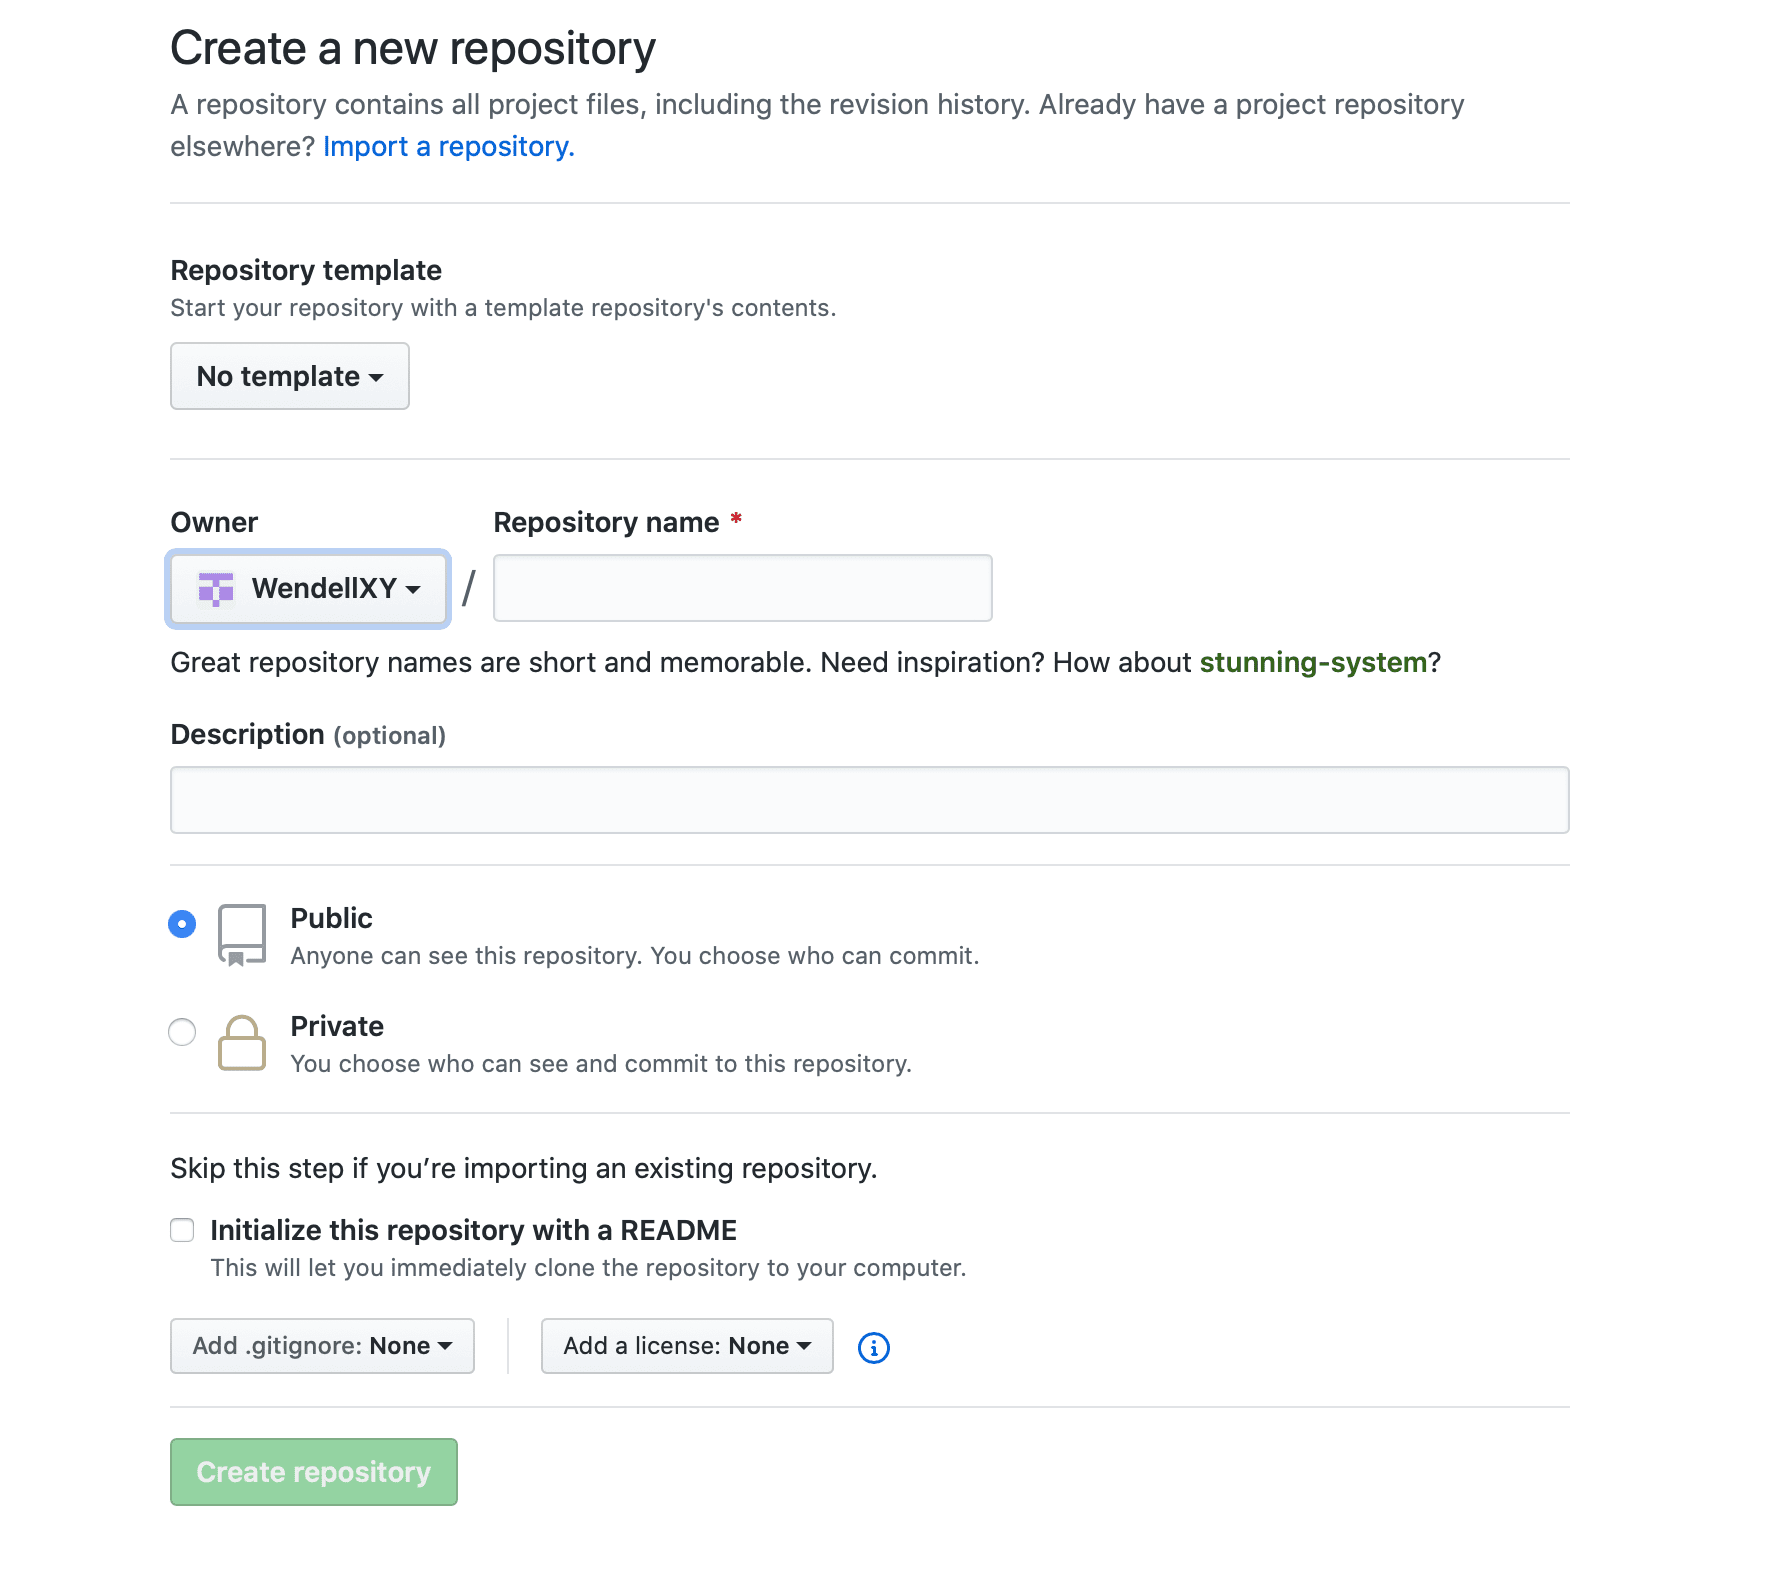 Create a new repository
A repository contains all project files, including the revision history. Already have a project repository
elsewhere? Import a repository.
Repository template
Start your repository with a template repository's contents.
No template
Owner
Repository name *
WendellXY
/
Great repository names are short and memorable. Need inspiration? How about stunning-system?
Description (optional)
Public
Anyone can see this repository. You choose who can commit.
Private
You choose who can see and commit to this repository.
Skip this step if you’re importing an existing repository.
Initialize this repository with a README
This will let you immediately clone the repository to your computer.
Add .gitignore: None
Add a license: None
Create repository